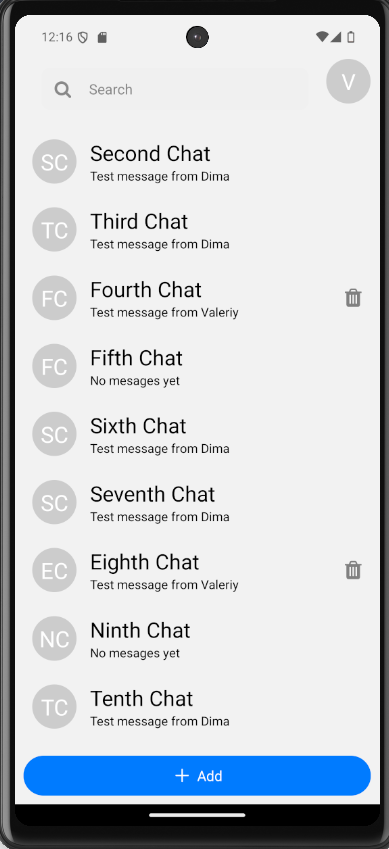 12:16
Search
V
SC
Second Chat
Test message from Dima
TC
Third Chat
Test message from Dima
FC
Fourth Chat
Test message from Valeriy
FC
Fifth Chat
No mesages yet
SC
Sixth Chat
Test message from Dima
SC
Seventh Chat
Test message from Dima
EC
Eighth Chat
Test message from Valeriy
NC
Ninth Chat
No mesages yet
TC
Tenth Chat
Test message from Dima
+ Add